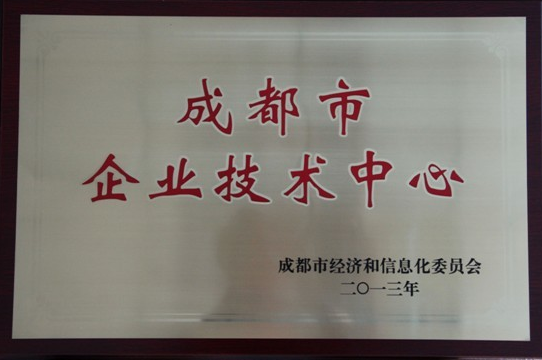 成都市
企业技术中心
成都市经济和信息化委员会
二〇一三年